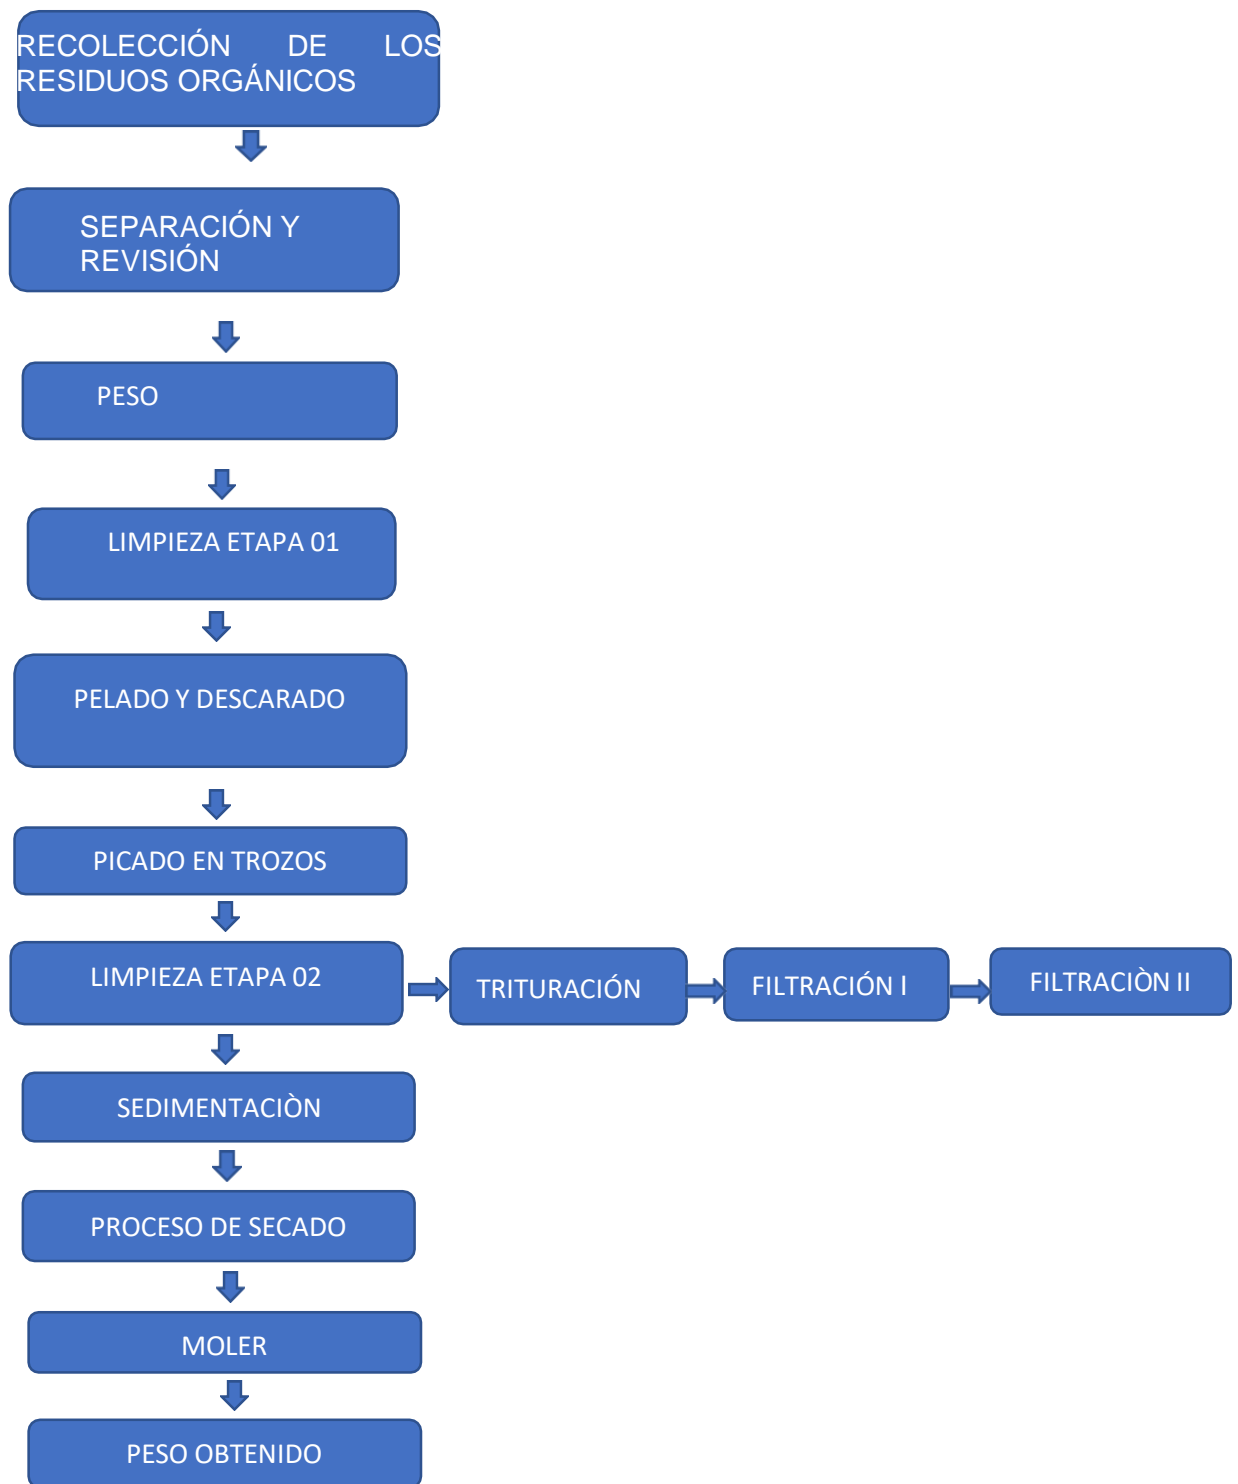 RECOLECCIÓN DE LOS
RESIDUOS ORGÁNICOS
SEPARACIÓN Y
REVISIÓN
PESO
LIMPIEZA ETAPA 01
PELADO Y DESCARADO
PICADO EN TROZOS
LIMPIEZA ETAPA 02
TRITURACIÓN
FILTRACIÓN l
FILTRACIÒN II
SEDIMENTACIÒN
PROCESO DE SECADO
MOLER
PESO OBTENIDO